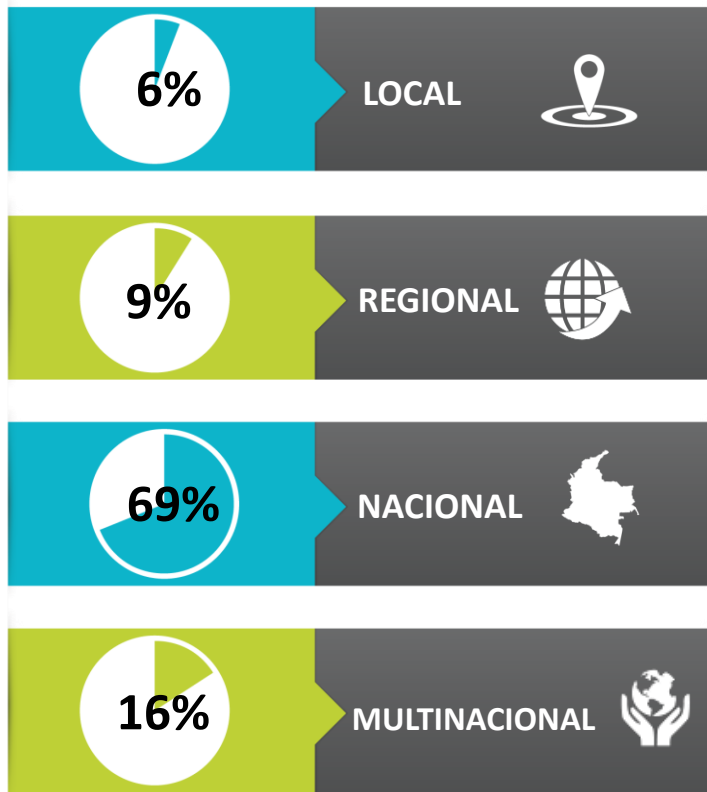 6%
LOCAL
9%
REGIONAL
69%
NACIONAL
16%
MULTINACIONAL